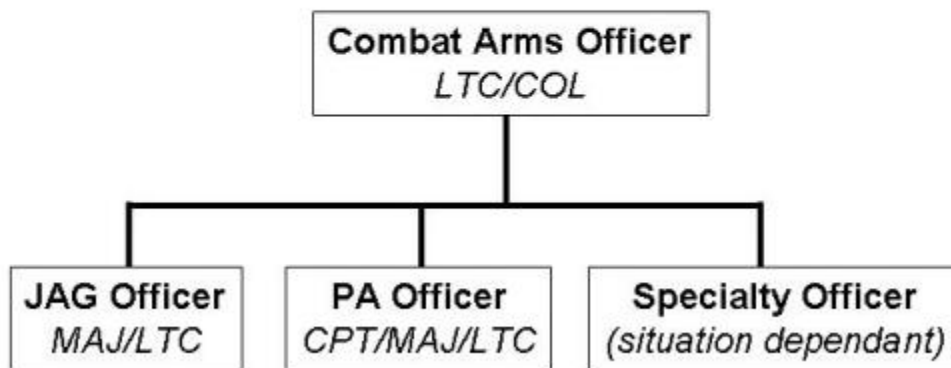 Combat Arms Officer
LTC/COL
JAG Officer
MAJ/LTC
PA Officer
CPT/MAJ/LTC
Specialty Officer
(situation dependant)